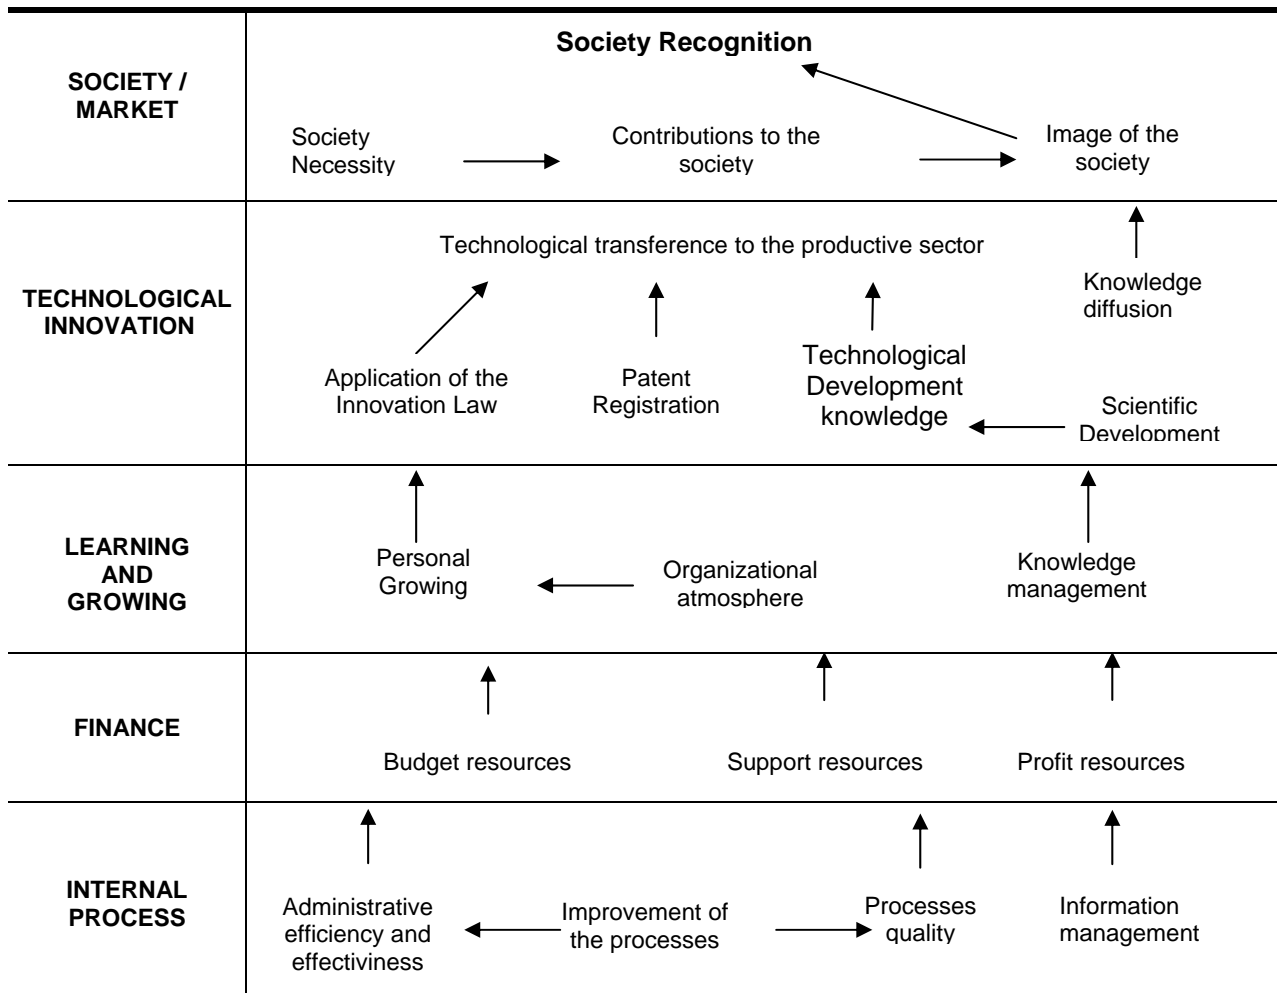 SOCIETY /
MARKET
Society Recognition
Society
Necessity
Contributions to the
society
Image of the
society
TECHNOLOGICAL
INNOVATION
Technological transference to the productive sector
Knowledge
diffusion
Application of the
Innovation Law
Patent
Registration
Technological
Development
knowledge
Scientific
Development
LEARNING
AND
GROWING
Personal
Growing
Organizational
atmosphere
Knowledge
management
FINANCE
Budget resources
Support resources
Profit resources
INTERNAL
PROCESS
Administrative
efficiency and
effectiviness
Improvement of
the processes
Processes
quality
Information
management